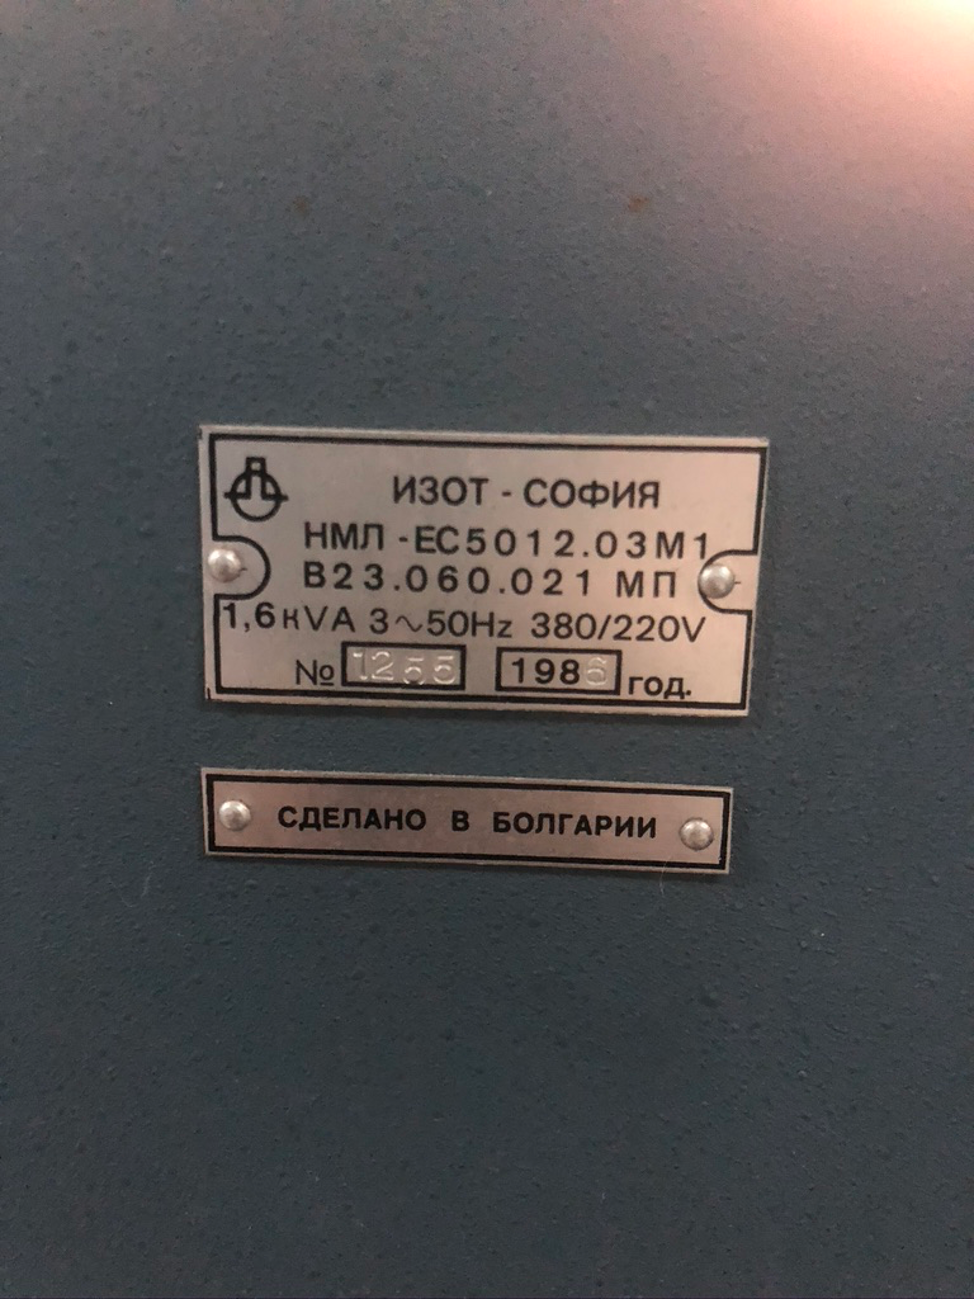 ИЗОТ - СОФИЯ
НМЛ - ЕС5012.03М1
В23.060.021 МП
1,6кVA 3~50Hz 380/220V
№ 1255 1986 год.
СДЕЛАНО В БОЛГАРИИ